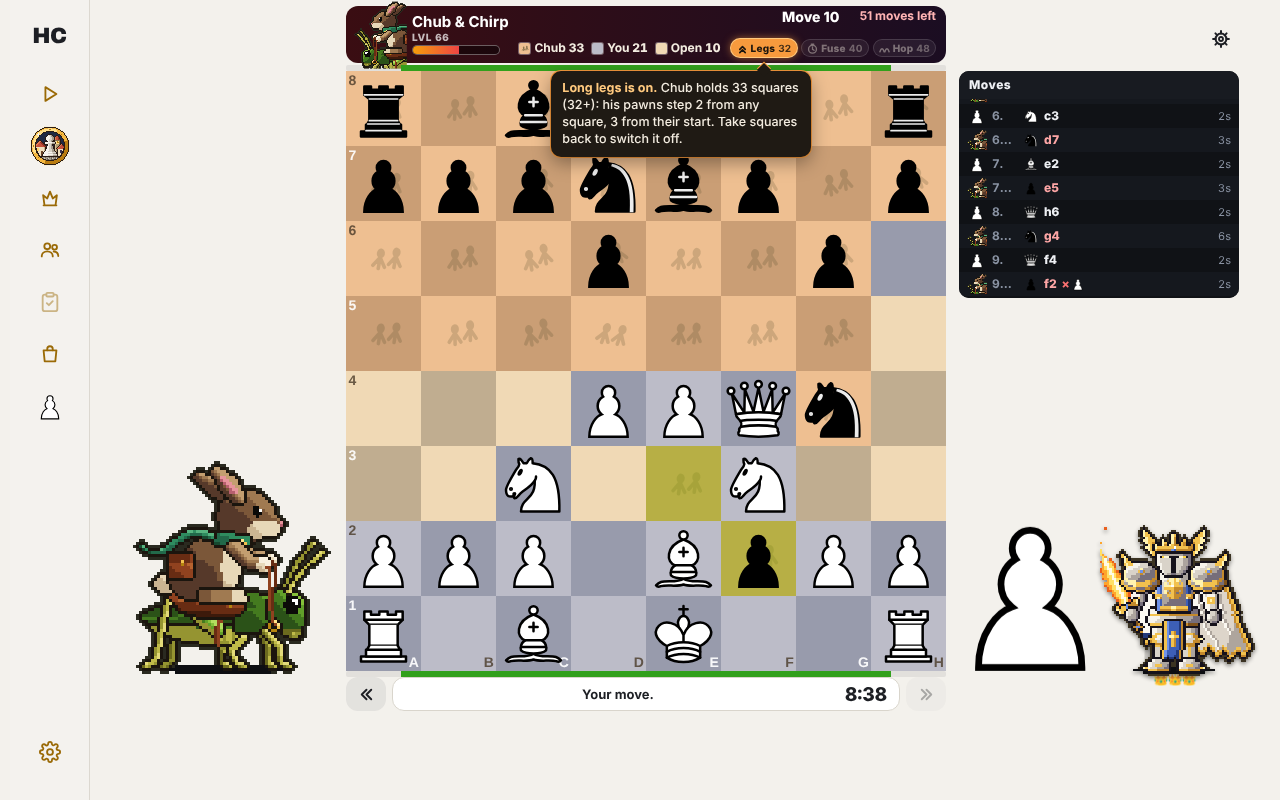 HC
Chub & Chirp
LVL 66
Move 10
51 moves left
Chub 33
You 21
Open 10
Legs 32
Fuse 40
Hop 48
Long legs is on. Chub holds 33 squares
(32+): his pawns step 2 from any
square, 3 from their start. Take squares
back to switch it off.
8
7
6
5
4
3
2
1
A
B
C
D
E
F
G
H
Moves
6. c3 2s
6... d7 3s
7. e2 2s
7... e5 3s
8. h6 2s
8... g4 6s
9. f4 2s
9... f2 × 2s
Your move.
8:38